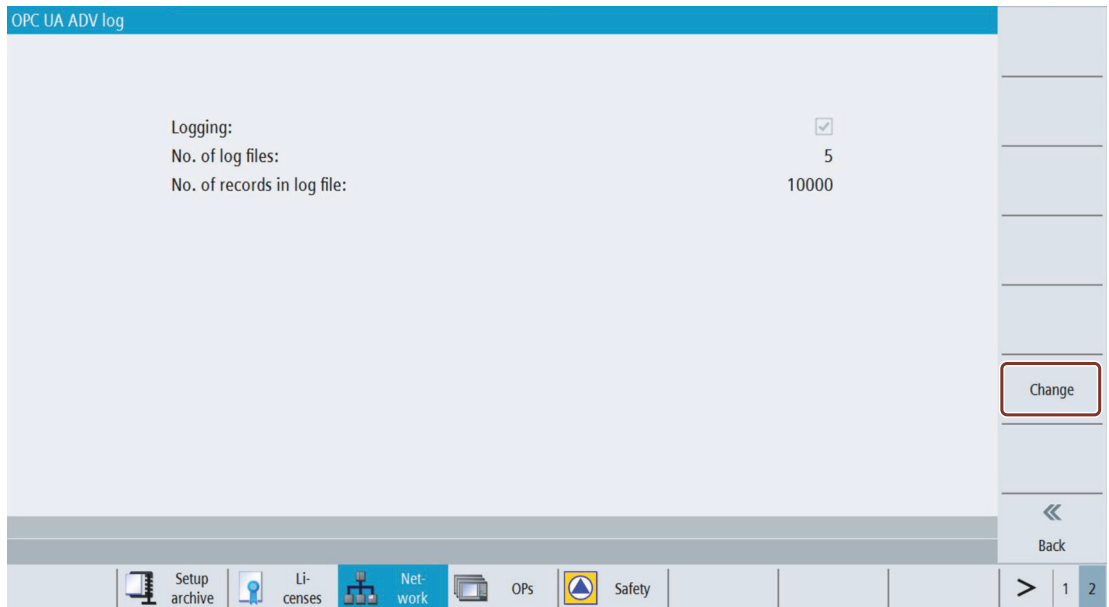 OPC UA ADV log
Logging:
No. of log files: 5
No. of records in log file: 10000
Change
Back
Setup
archive
Li-
censes
Net-
work
OPs
Safety
> 1 2